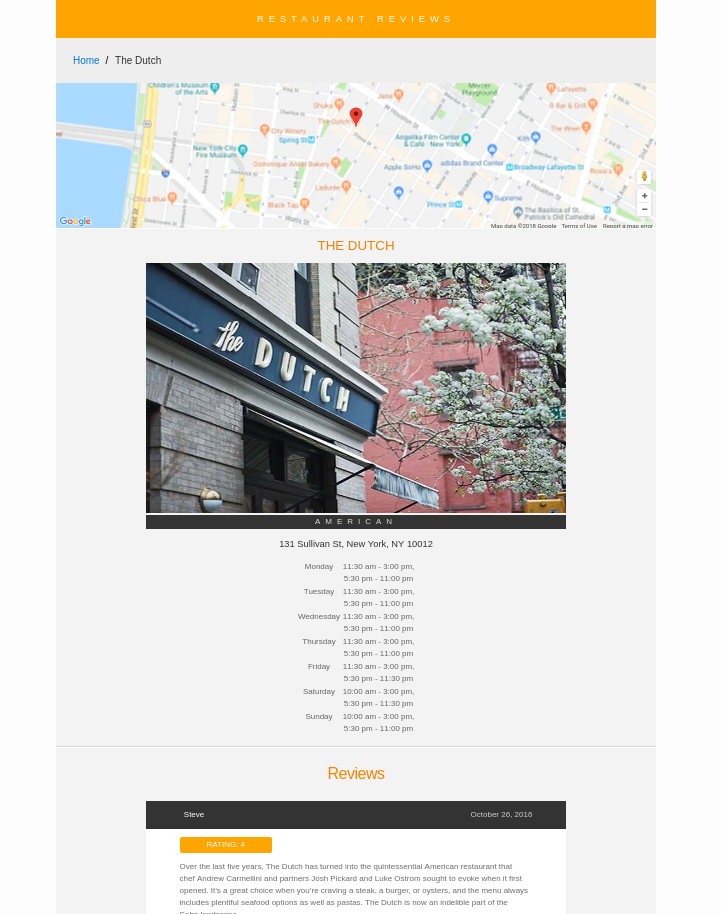 RESTAURANT REVIEWS
Home / The Dutch
Children's Museum
of the Arts
Mercer
Playground
LaFayette
Jane
Shuka
B Bar & Grill
The Dutch
City Winery
The Wren
Spring St
Angelika Film Center
& Café - New York
Kith
New York City
Fire Museum
Dominique Ansel Bakery
Apple SoHo
adidas Brand Center
Broadway-Lafayette St
Rosie's
E Houston St
Ladurée
Black Tap
Prince St
Supreme
Watts St
The Basilica of St.
Patrick's Old Cathedral
Google
Map data ©2018 Google Terms of Use Report a map error
THE DUTCH
the DUTCH
AMERICAN
131 Sullivan St, New York, NY 10012
Monday 11:30 am - 3:00 pm,
5:30 pm - 11:00 pm
Tuesday 11:30 am - 3:00 pm,
5:30 pm - 11:00 pm
Wednesday 11:30 am - 3:00 pm,
5:30 pm - 11:00 pm
Thursday 11:30 am - 3:00 pm,
5:30 pm - 11:00 pm
Friday 11:30 am - 3:00 pm,
5:30 pm - 11:30 pm
Saturday 10:00 am - 3:00 pm,
5:30 pm - 11:30 pm
Sunday 10:00 am - 3:00 pm,
5:30 pm - 11:00 pm
Reviews
Steve October 26, 2016
RATING: 4
Over the last five years, The Dutch has turned into the quintessential American restaurant that
chef Andrew Carmellini and partners Josh Pickard and Luke Ostrom sought to evoke when it first
opened. It's a great choice when you're craving a steak, a burger, or oysters, and the menu always
includes plentiful seafood options as well as pastas. The Dutch is now an indelible part of the